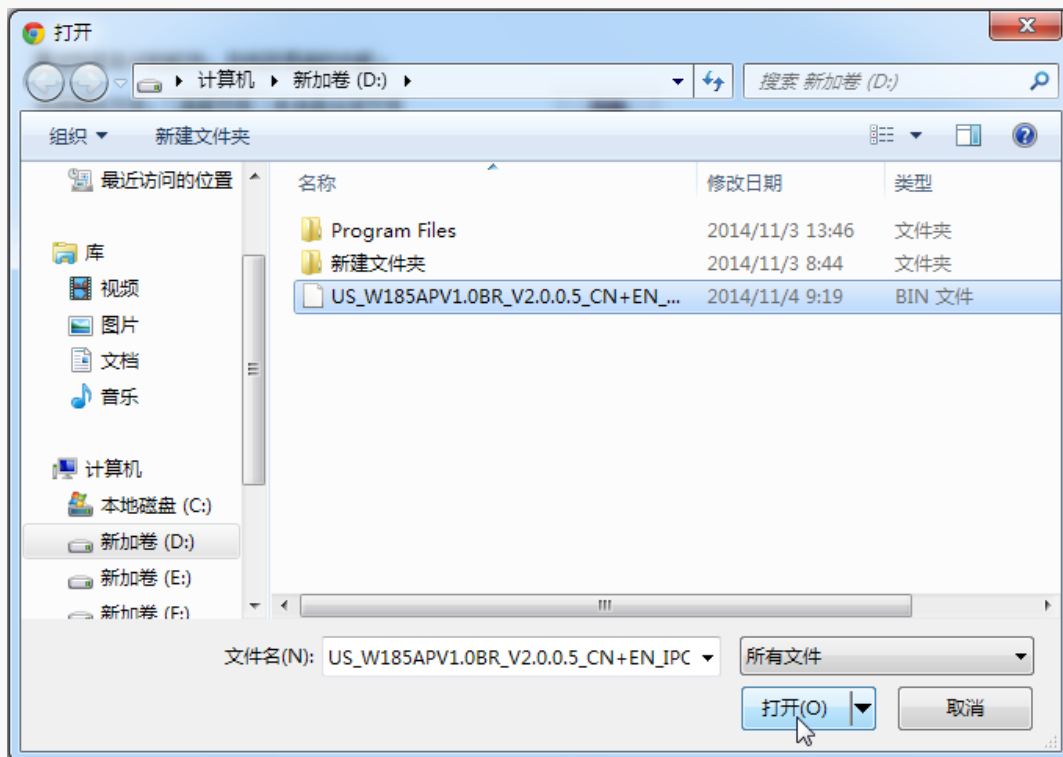 打开
计算机 新加卷 (D:)
搜索 新加卷 (D:)
组织 新建文件夹
最近访问的位置
库
视频
图片
文档
音乐
计算机
本地磁盘 (C:)
新加卷 (D:)
新加卷 (E:)
新加卷 (F:)
名称 修改日期 类型
Program Files 2014/11/3 13:46 文件夹
新建文件夹 2014/11/3 8:44 文件夹
US_W185APV1.0BR_V2.0.0.5_CN+EN_... 2014/11/4 9:19 BIN 文件
文件名(N): US_W185APV1.0BR_V2.0.0.5_CN+EN_IPC 所有文件
打开(O) 取消